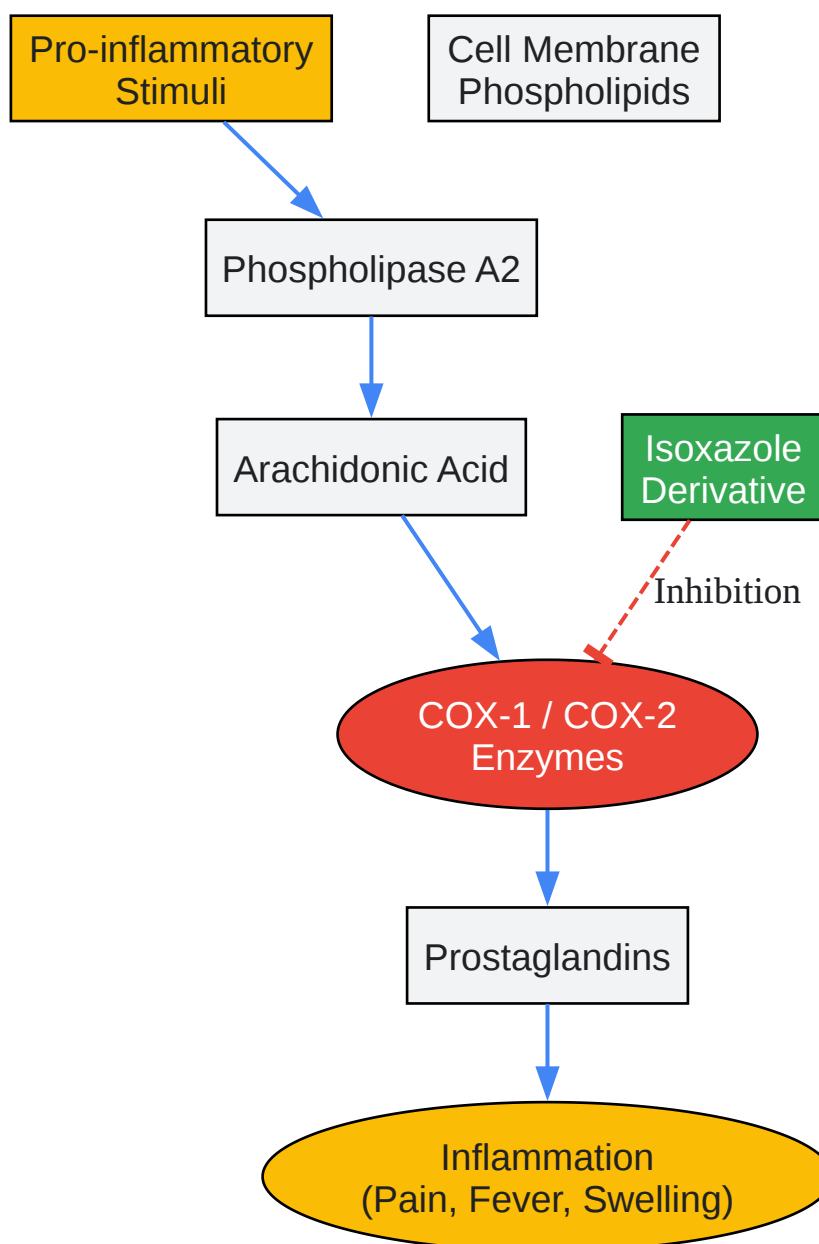 Pro-inflammatory
Stimuli
Cell Membrane
Phospholipids
Phospholipase A2
Arachidonic Acid
Isoxazole
Derivative
Inhibition
COX-1 / COX-2
Enzymes
Prostaglandins
Inflammation
(Pain, Fever, Swelling)